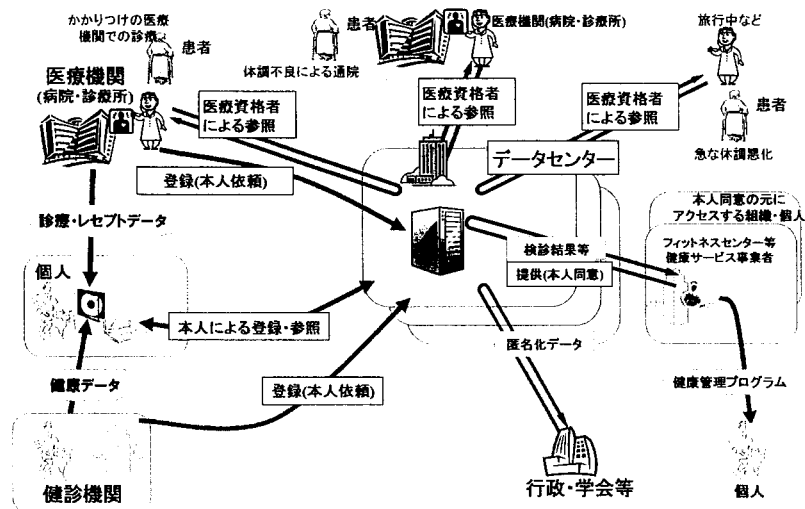 かかりつけの医療
機関での診療
患者
医療機関
(病院・診療所)
患者
体調不良による通院
医療機関(病院・診療所)
旅行中など
患者
急な体調悪化
医療資格者
による参照
医療資格者
による参照
医療資格者
による参照
データセンター
登録(本人依頼)
診療・レセプトデータ
本人同意の元に
アクセスする組織・個人
フィットネスセンター等
健康サービス事業者
検診結果等
提供(本人同意)
個人
本人による登録・参照
匿名化データ
健康データ
登録(本人依頼)
健康管理プログラム
健診機関
行政・学会等
個人